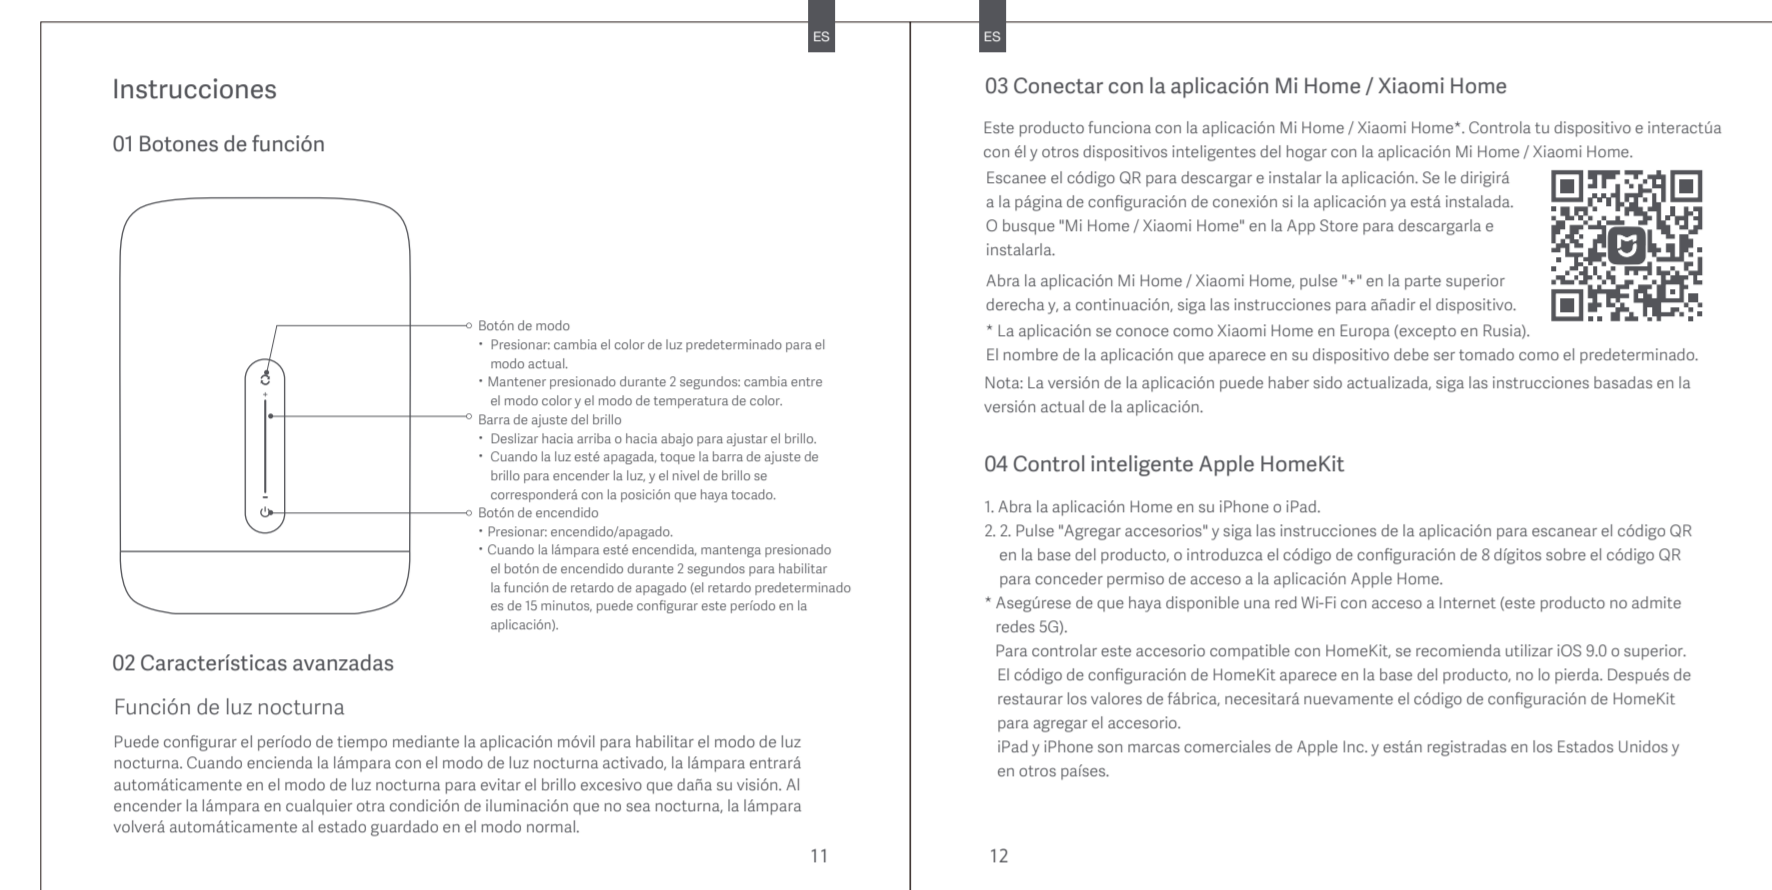 ES
Instrucciones
01 Botones de función
Botón de modo
• Presionar: cambia el color de luz predeterminado para el
modo actual.
• Mantener presionado durante 2 segundos: cambia entre
el modo color y el modo de temperatura de color.
Barra de ajuste del brillo
• Deslizar hacia arriba o hacia abajo para ajustar el brillo.
• Cuando la luz esté apagada, toque la barra de ajuste de
brillo para encender la luz, y el nivel de brillo se
corresponderá con la posición que haya tocado.
Botón de encendido
• Presionar: encendido/apagado.
• Cuando la lámpara esté encendida, mantenga presionado
el botón de encendido durante 2 segundos para habilitar
la función de retardo de apagado (el retardo predeterminado
es de 15 minutos, puede configurar este período en la
aplicación).
02 Características avanzadas
Función de luz nocturna
Puede configurar el período de tiempo mediante la aplicación móvil para habilitar el modo de luz
nocturna. Cuando encienda la lámpara con el modo de luz nocturna activado, la lámpara entrará
automáticamente en el modo de luz nocturna para evitar el brillo excesivo que daña su visión. Al
encender la lámpara en cualquier otra condición de iluminación que no sea nocturna, la lámpara
volverá automáticamente al estado guardado en el modo normal.
11
ES
03 Conectar con la aplicación Mi Home / Xiaomi Home
Este producto funciona con la aplicación Mi Home / Xiaomi Home*. Controla tu dispositivo e interactúa
con él y otros dispositivos inteligentes del hogar con la aplicación Mi Home / Xiaomi Home.
Escanee el código QR para descargar e instalar la aplicación. Se le dirigirá
a la página de configuración de conexión si la aplicación ya está instalada.
O busque "Mi Home / Xiaomi Home" en la App Store para descargarla e
instalarla.
Abra la aplicación Mi Home / Xiaomi Home, pulse "+" en la parte superior
derecha y, a continuación, siga las instrucciones para añadir el dispositivo.
* La aplicación se conoce como Xiaomi Home en Europa (excepto en Rusia).
El nombre de la aplicación que aparece en su dispositivo debe ser tomado como el predeterminado.
Nota: La versión de la aplicación puede haber sido actualizada, siga las instrucciones basadas en la
versión actual de la aplicación.
04 Control inteligente Apple HomeKit
1. Abra la aplicación Home en su iPhone o iPad.
2. 2. Pulse "Agregar accesorios" y siga las instrucciones de la aplicación para escanear el código QR
en la base del producto, o introduzca el código de configuración de 8 dígitos sobre el código QR
para conceder permiso de acceso a la aplicación Apple Home.
* Asegúrese de que haya disponible una red Wi-Fi con acceso a Internet (este producto no admite
redes 5G).
Para controlar este accesorio compatible con HomeKit, se recomienda utilizar iOS 9.0 o superior.
El código de configuración de HomeKit aparece en la base del producto, no lo pierda. Después de
restaurar los valores de fábrica, necesitará nuevamente el código de configuración de HomeKit
para agregar el accesorio.
iPad y iPhone son marcas comerciales de Apple Inc. y están registradas en los Estados Unidos y
en otros países.
12